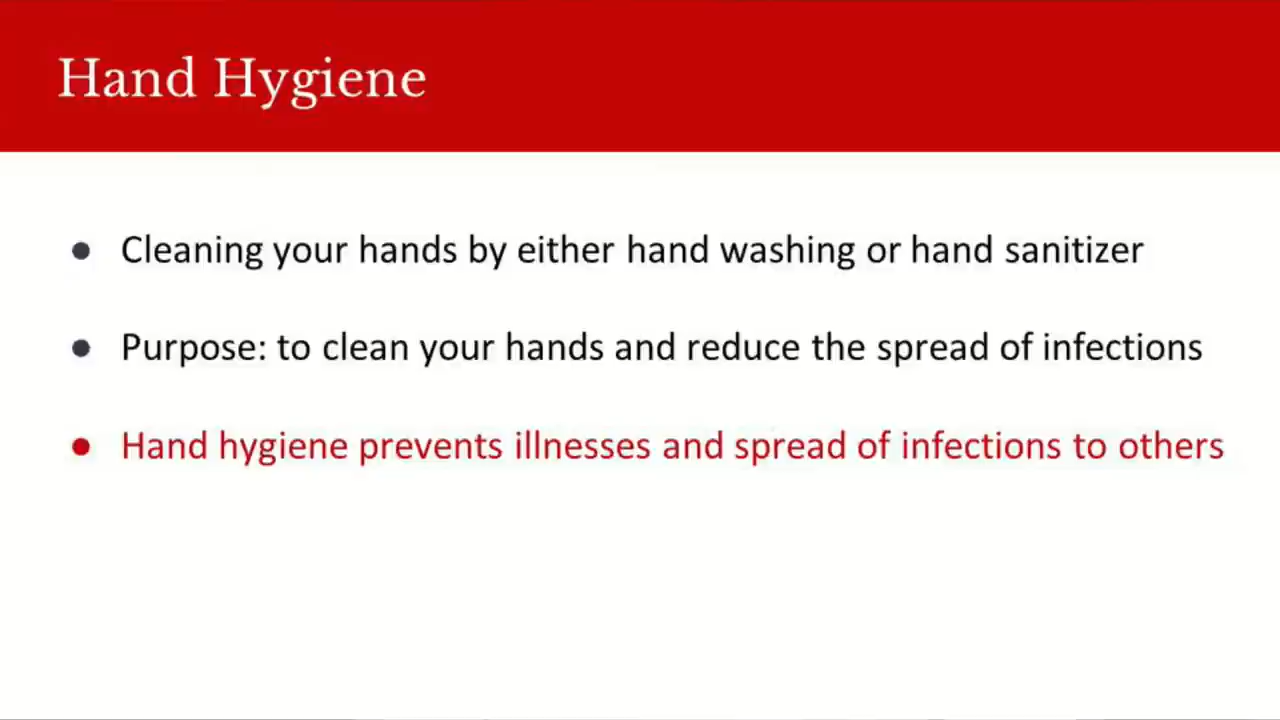 Hand Hygiene
● Cleaning your hands by either hand washing or hand sanitizer
● Purpose: to clean your hands and reduce the spread of infections
● Hand hygiene prevents illnesses and spread of infections to others